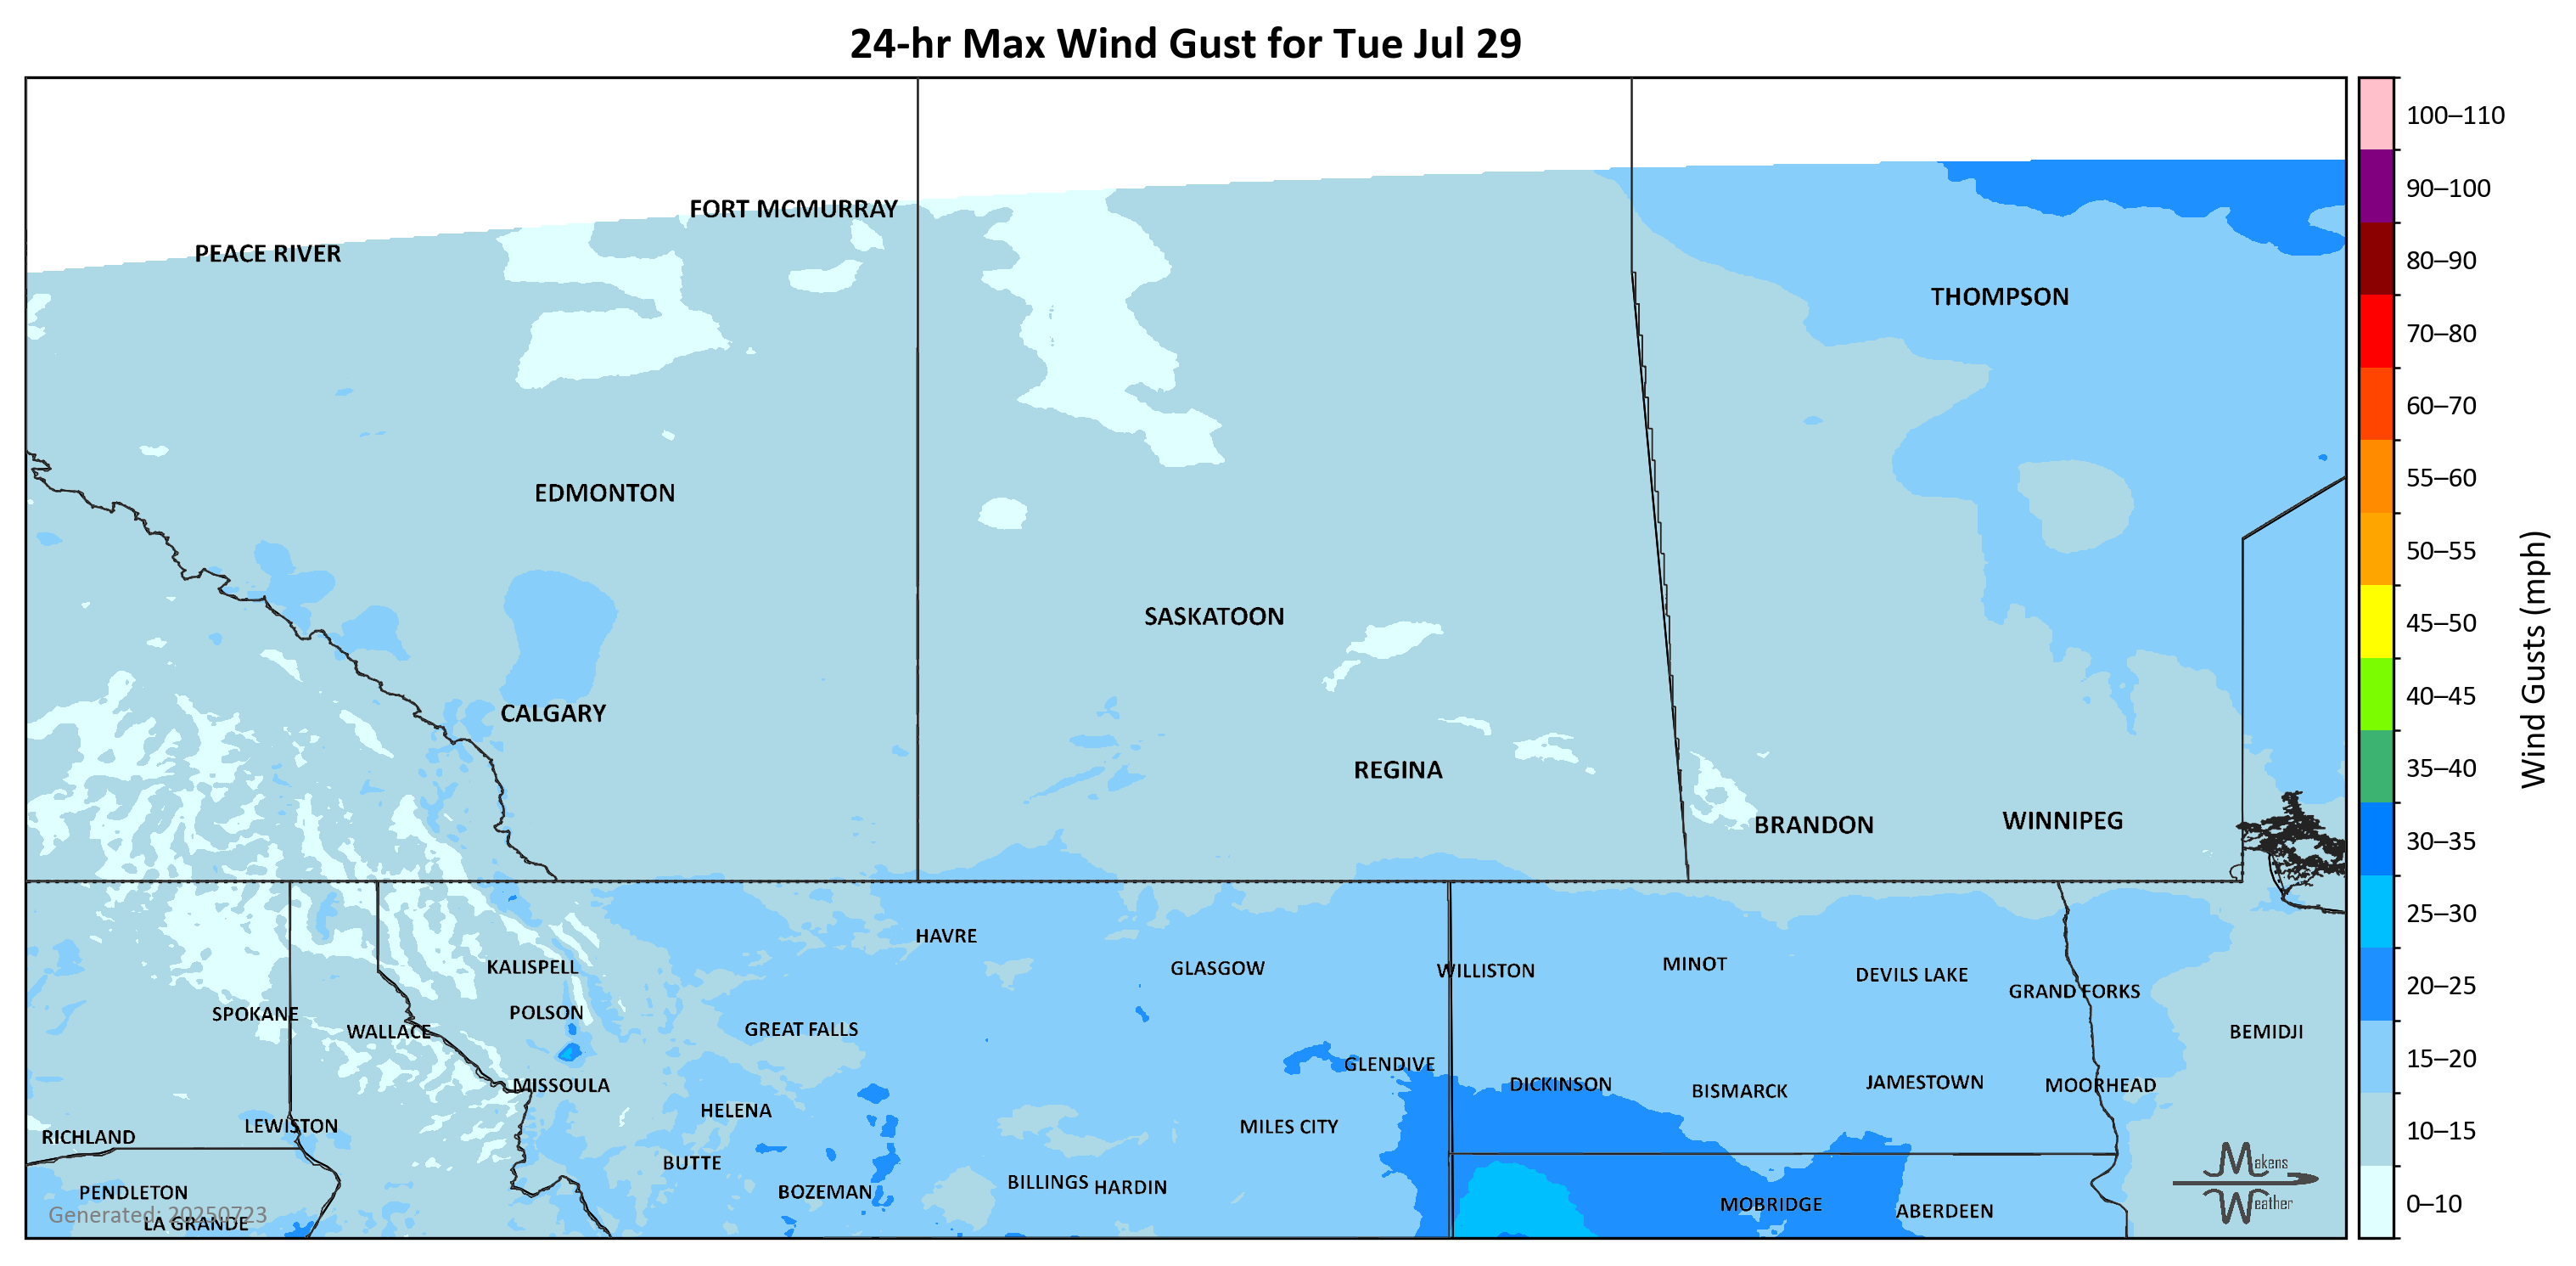 24-hr Max Wind Gust for Tue Jul 29
100–110
90–100
80–90
70–80
60–70
55–60
50–55
45–50
40–45
35–40
30–35
25–30
20–25
15–20
10–15
0–10
Wind Gusts (mph)
FORT MCMURRAY
PEACE RIVER
THOMPSON
EDMONTON
SASKATOON
CALGARY
REGINA
BRANDON
WINNIPEG
HAVRE
KALISPELL
GLASGOW
WILLISTON
MINOT
DEVILS LAKE
GRAND FORKS
SPOKANE
POLSON
WALLACE
GREAT FALLS
BEMIDJI
GLENDIVE
MISSOULA
DICKINSON
BISMARCK
JAMESTOWN
MOORHEAD
HELENA
LEWISTON
MILES CITY
RICHLAND
BUTTE
BILLINGS
HARDIN
PENDLETON
BOZEMAN
MOBRIDGE
ABERDEEN
Generated: 20250723
LA GRANDE
Makens
Weather